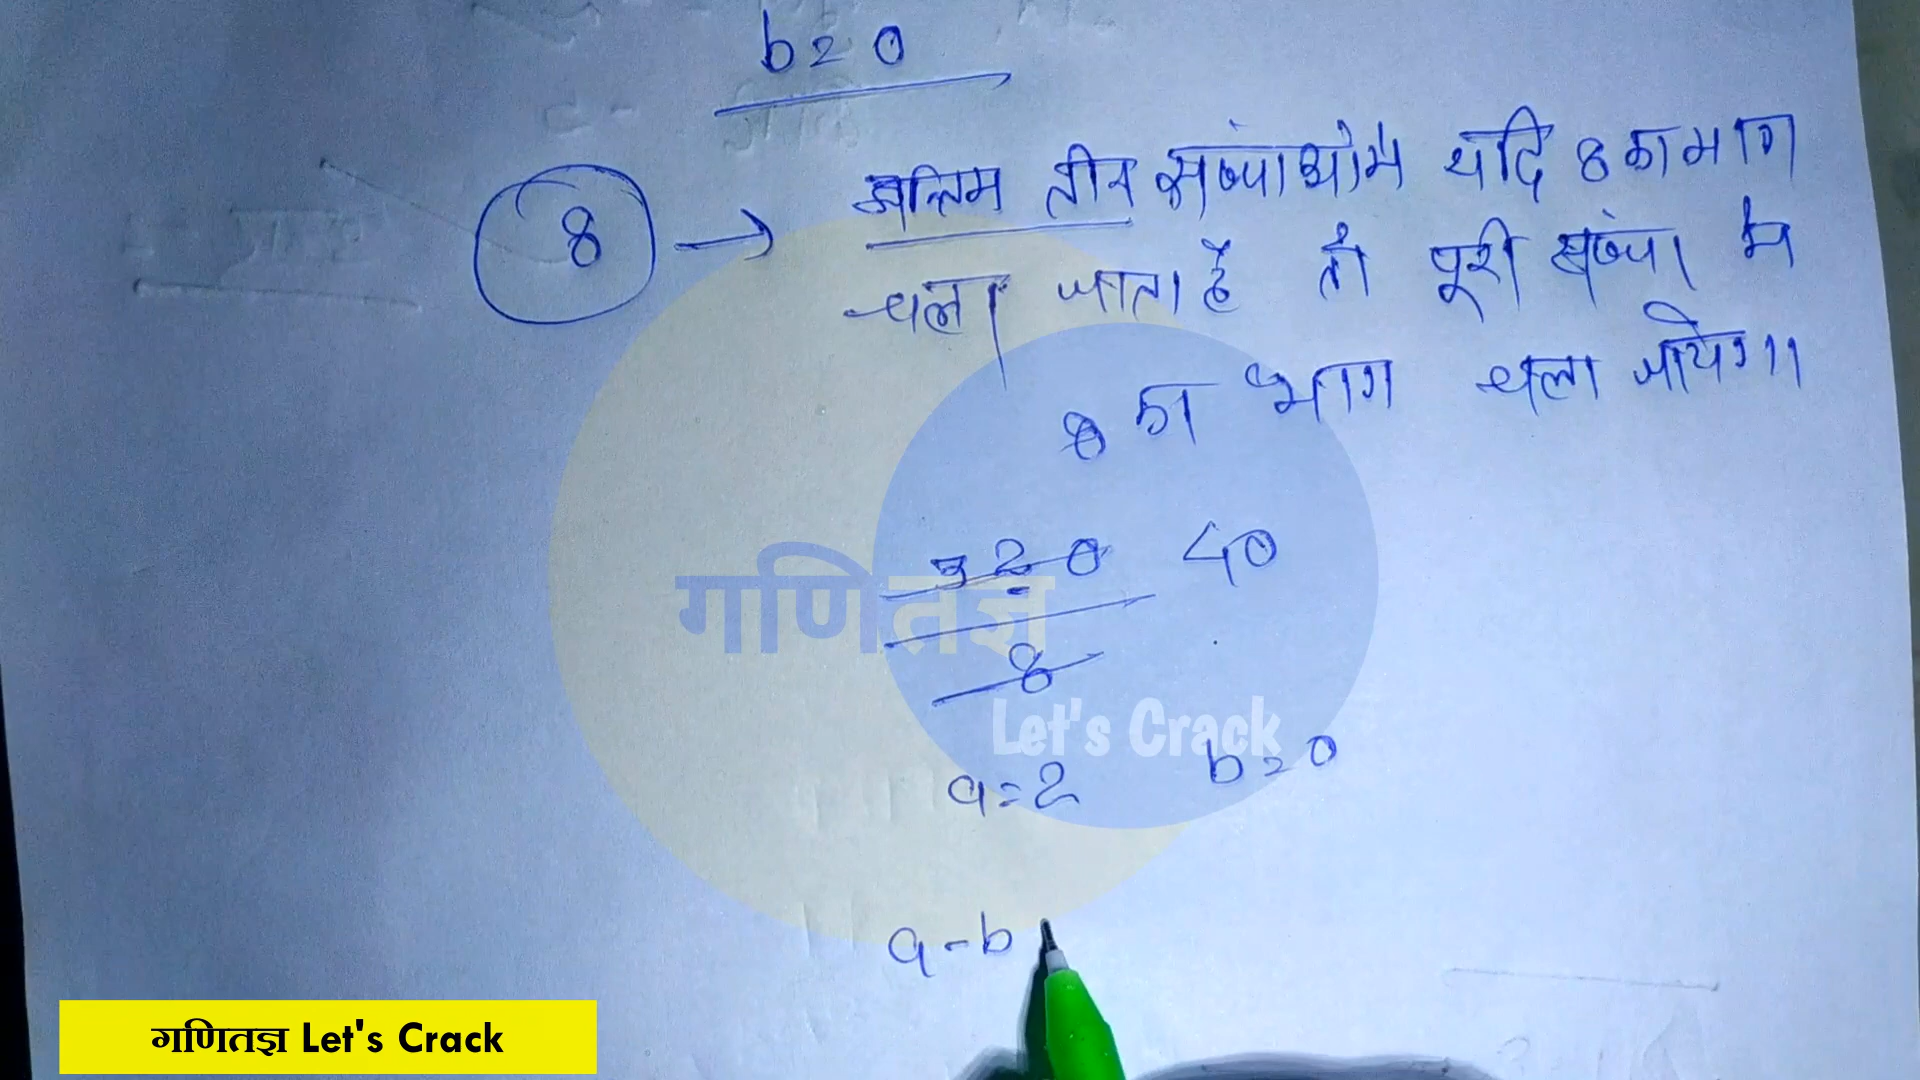 b = 0
8 → अन्तिम तीन संख्याओमे यदि 8 का भाग
चला जाता है तो पूरी संख्या मे
8 का भाग चला जायेगा।
320 40
8
गणितज्ञ
Let's Crack
a = 2 b = 0
a - b
गणितज्ञ Let's Crack